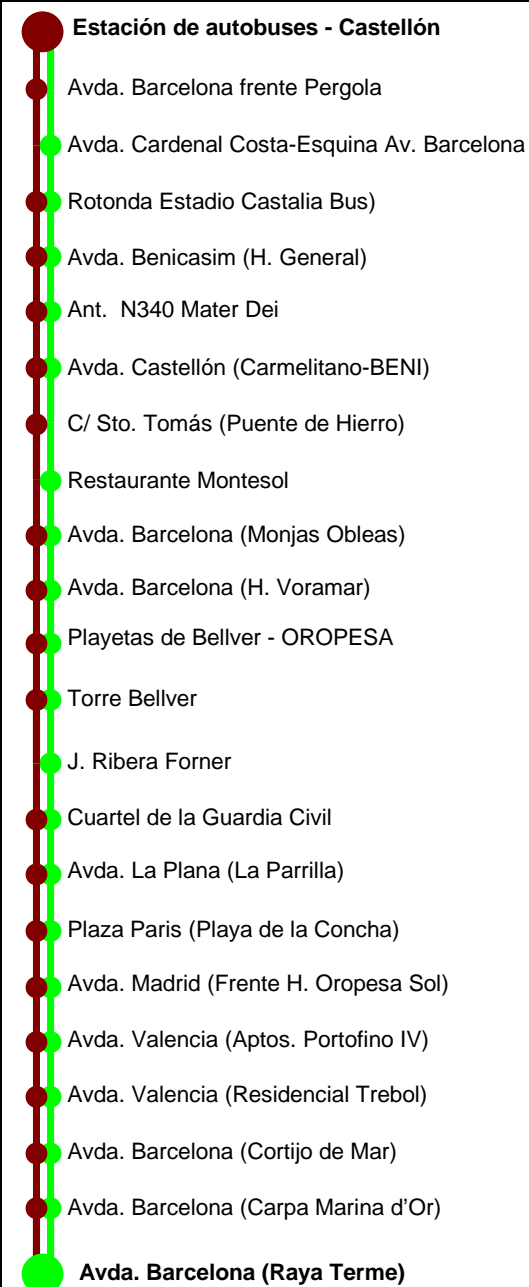 Estación de autobuses - Castellón
Avda. Barcelona frente Pergola
Avda. Cardenal Costa-Esquina Av. Barcelona
Rotonda Estadio Castalia Bus)
Avda. Benicasim (H. General)
Ant. N340 Mater Dei
Avda. Castellón (Carmelitano-BENI)
C/ Sto. Tomás (Puente de Hierro)
Restaurante Montesol
Avda. Barcelona (Monjas Obleas)
Avda. Barcelona (H. Voramar)
Playetas de Bellver - OROPESA
Torre Bellver
J. Ribera Forner
Cuartel de la Guardia Civil
Avda. La Plana (La Parrilla)
Plaza Paris (Playa de la Concha)
Avda. Madrid (Frente H. Oropesa Sol)
Avda. Valencia (Aptos. Portofino IV)
Avda. Valencia (Residencial Trebol)
Avda. Barcelona (Cortijo de Mar)
Avda. Barcelona (Carpa Marina d’Or)
Avda. Barcelona (Raya Terme)